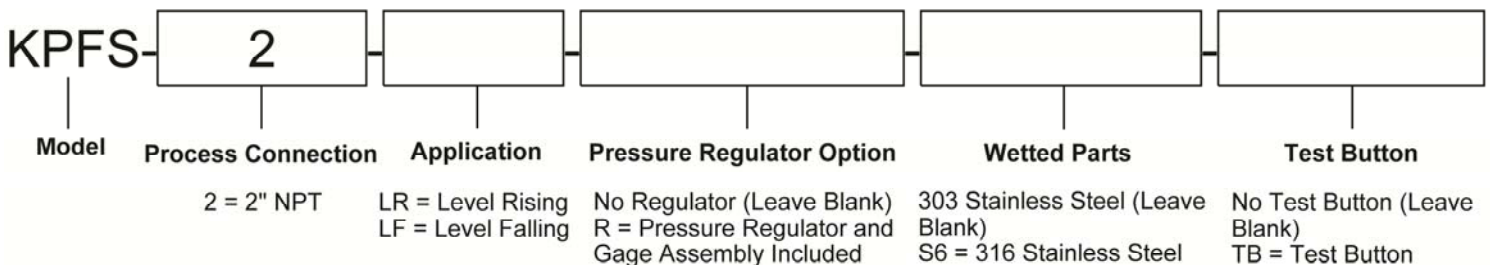 KPFS- 2 - - - -
Model
Process Connection
2 = 2" NPT
Application
LR = Level Rising
LF = Level Falling
Pressure Regulator Option
No Regulator (Leave Blank)
R = Pressure Regulator and
Gage Assembly Included
Wetted Parts
303 Stainless Steel (Leave
Blank)
S6 = 316 Stainless Steel
Test Button
No Test Button (Leave
Blank)
TB = Test Button